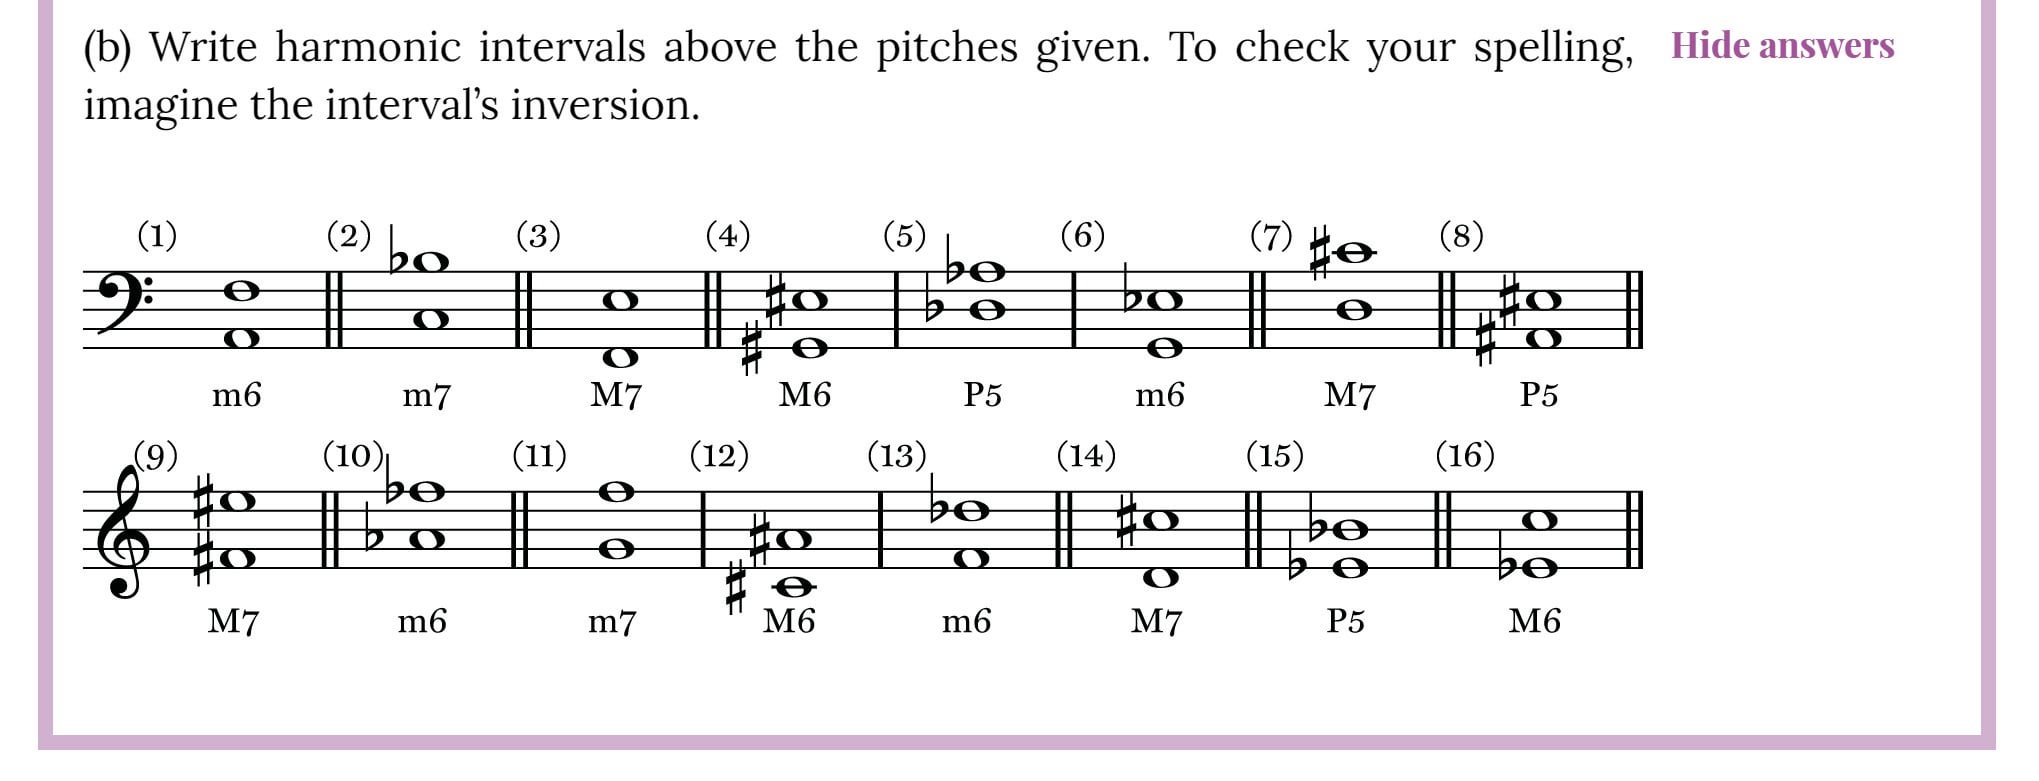 (b) Write harmonic intervals above the pitches given. To check your spelling, Hide answers
imagine the interval’s inversion.
(1) (2) (3) (4) (5) (6) (7) (8)
m6 m7 M7 M6 P5 m6 M7 P5
(9) (10) (11) (12) (13) (14) (15) (16)
M7 m6 m7 M6 m6 M7 P5 M6